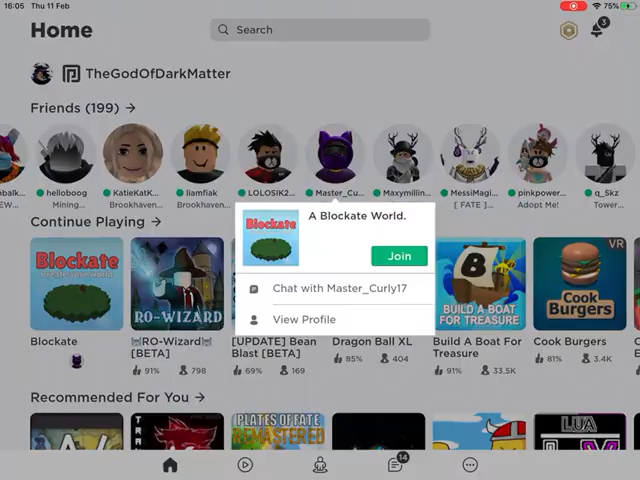 16:05 Thu 11 Feb
75%
Home
Search
3
TheGodOfDarkMatter
Friends (199)
helloboog
KatieKatK...
liamfiak
LOLOSIK2...
Master_Cu...
Maxymillin...
MessiMagi...
pinkpower...
q_Skz
Mining...
Brookhaven...
[ FATE ]...
Adopt Me!
Tower...
A Blockate World.
Blockate
Join
Chat with Master_Curly17
View Profile
Continue Playing
Blockate
Create your world.
RO-WIZARD
B
BUILD A BOAT
FOR TREASURE
VR
COOK
BURGERS
Blockate
RO-Wizard
[BETA]
91% 798
[UPDATE] Bean
Blast [BETA]
69% 169
Dragon Ball XL
85% 404
Build A Boat For
Treasure
91% 33.5K
Cook Burgers
81% 3.4K
Recommended For You
PLATES OF FATE
REMASTERED
LUA
14